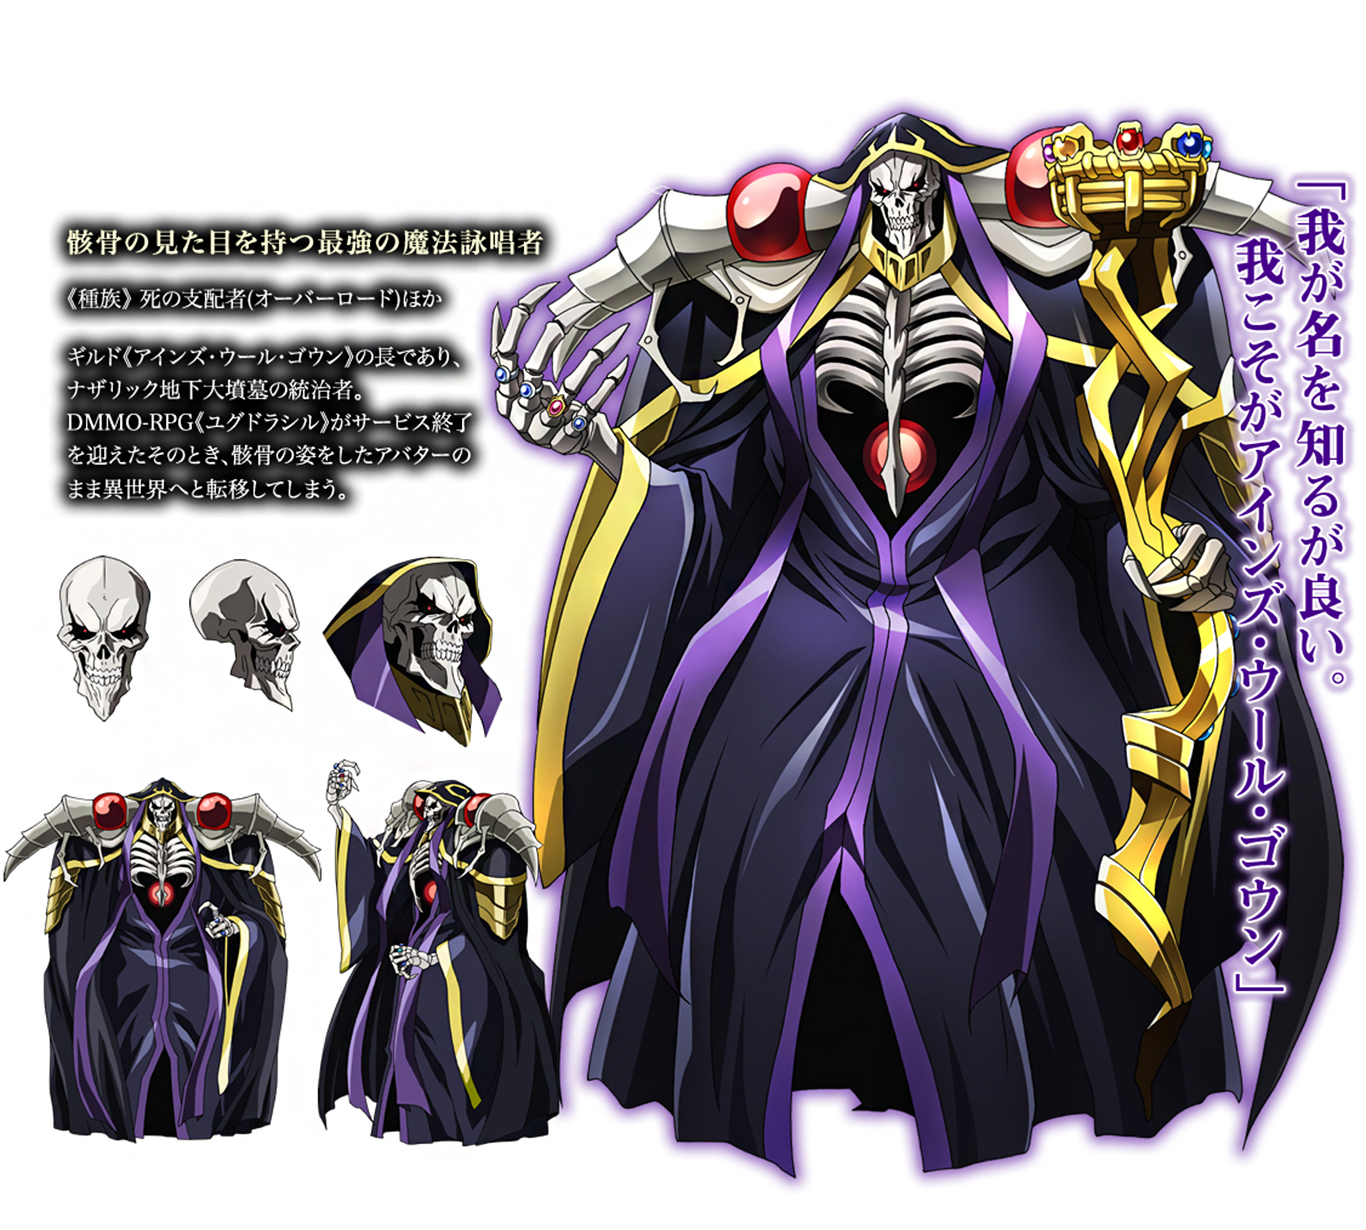 骸骨の見た目を持つ最強の魔法詠唱者
《種族》 死の支配者(オーバーロード)ほか
ギルド《アインズ・ウール・ゴウン》の長であり、
ナザリック地下大墳墓の統治者。
DMMO-RPG《ユグドラシル》がサービス終了
を迎えたそのとき、骸骨の姿をしたアバターの
まま異世界へと転移してしまう。
「我が名を知るが良い。
我こそがアインズ・ウール・ゴウン」